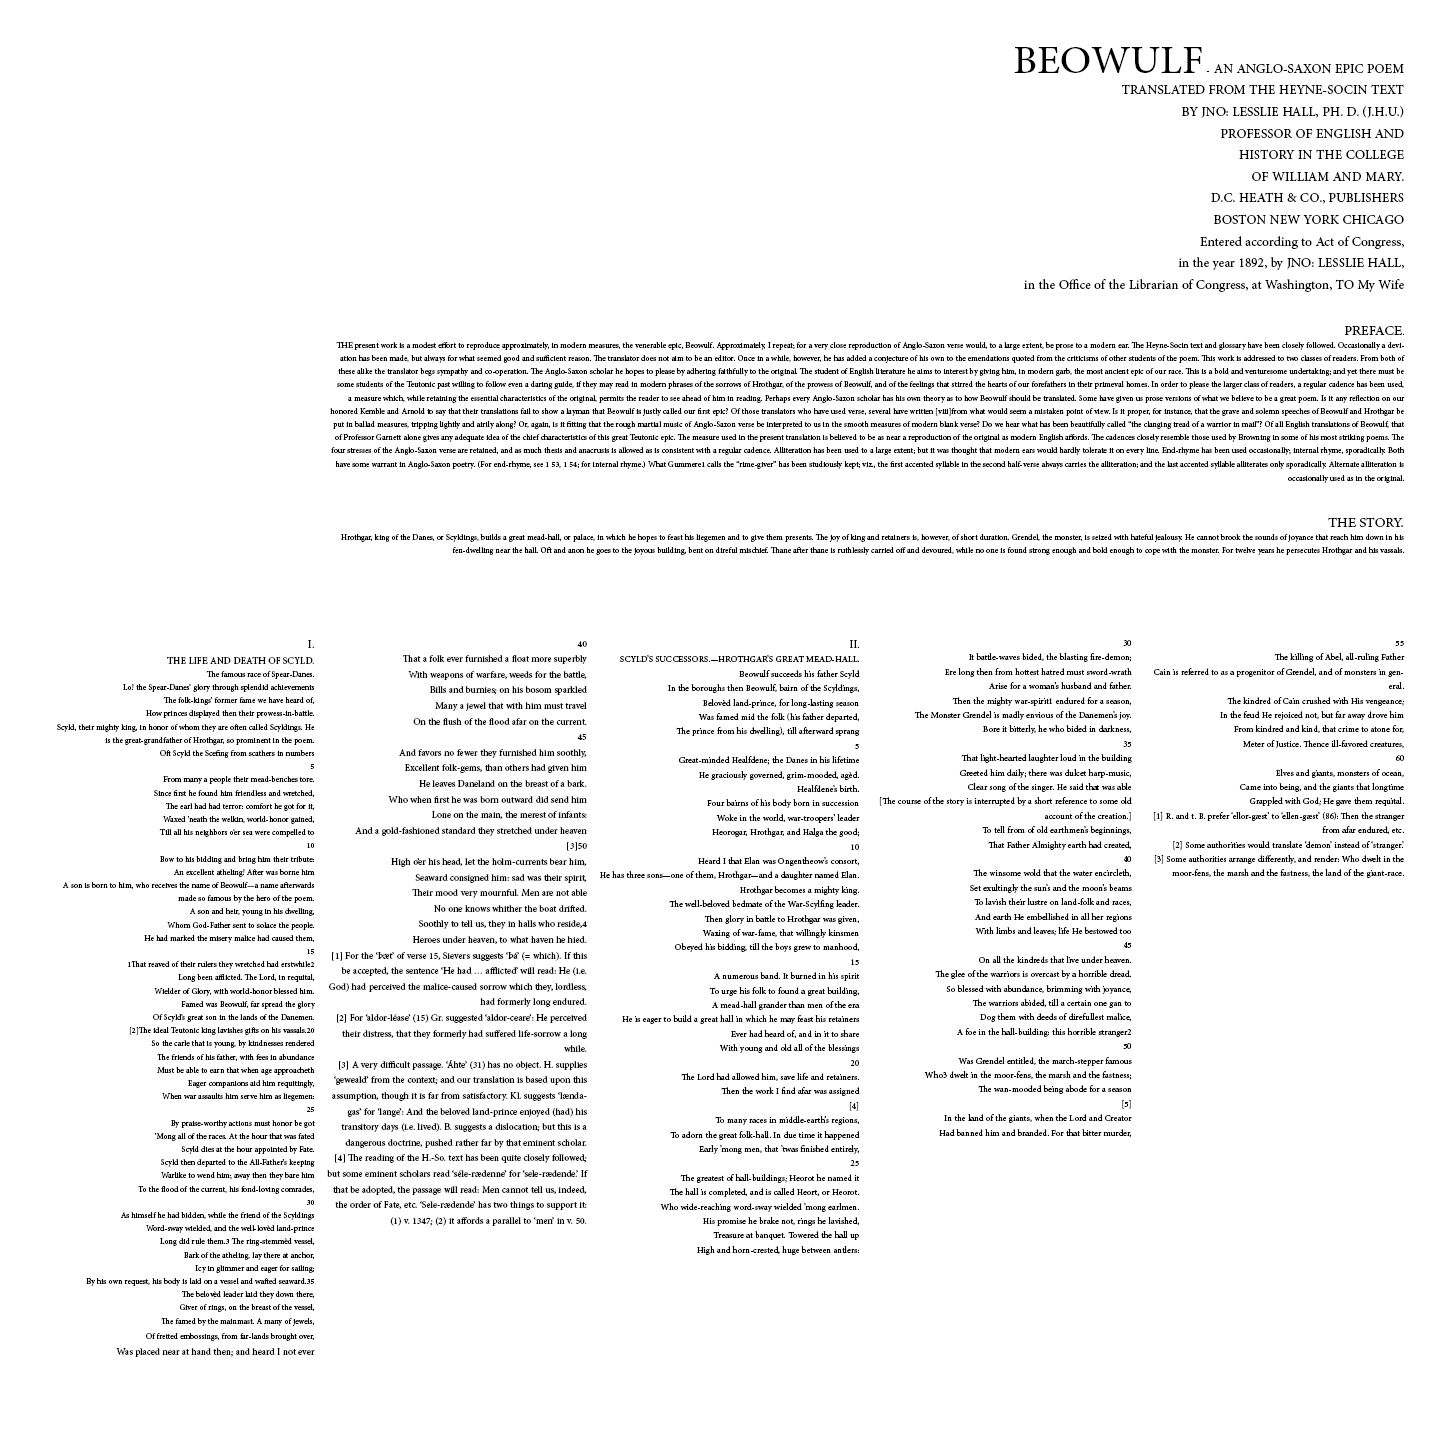 BEOWULF - AN ANGLO-SAXON EPIC POEM
TRANSLATED FROM THE HEYNE-SOCIN TEXT
BY JNO: LESSLIE HALL, PH. D. (J.H.U.)
PROFESSOR OF ENGLISH AND
HISTORY IN THE COLLEGE
OF WILLIAM AND MARY.
D.C. HEATH & CO., PUBLISHERS
BOSTON NEW YORK CHICAGO
Entered according to Act of Congress,
in the year 1892, by JNO: LESSLIE HALL,
in the Office of the Librarian of Congress, at Washington, TO My Wife
PREFACE.
THE present work is a modest effort to reproduce approximately, in modern measures, the venerable epic, Beowulf. Approximately, I repeat; for a very close reproduction of Anglo-Saxon verse would, to a large extent, be prose to a modern ear. The Heyne-Socin text and glossary have been closely followed. Occasionally a devi-
ation has been made, but always for what seemed good and sufficient reason. The translator does not aim to be an editor. Once in a while, however, he has added a conjecture of his own to the emendations quoted from the criticisms of other students of the poem. This work is addressed to two classes of readers. From both of
these alike the translator begs sympathy and co-operation. The Anglo-Saxon scholar he hopes to please by adhering faithfully to the original. The student of English literature he aims to interest by giving him, in modern garb, the most ancient epic of our race. This is a bold and venturesome undertaking; and yet there must be
some students of the Teutonic past willing to follow even a daring guide, if they may read in modern phrases of the sorrows of Hrothgar, of the prowess of Beowulf, and of the feelings that stirred the hearts of our forefathers in their primeval homes. In order to please the larger class of readers, a regular cadence has been used,
a measure which, while retaining the essential characteristics of the original, permits the reader to see ahead of him in reading. Perhaps every Anglo-Saxon scholar has his own theory as to how Beowulf should be translated. Some have given us prose versions of what we believe to be a great poem. Is it any reflection on our
honored Kemble and Arnold to say that their translations fail to show a layman that Beowulf is justly called our first epic? Of those translators who have used verse, several have written [viii]from what would seem a mistaken point of view. Is it proper, for instance, that the grave and solemn speeches of Beowulf and Hrothgar be
put in ballad measures, tripping lightly and airily along? Or, again, is it fitting that the rough martial music of Anglo-Saxon verse be interpreted to us in the smooth measures of modern blank verse? Do we hear what has been beautifully called "the clanging tread of a warrior in mail"? Of all English translations of Beowulf, that
of Professor Garnett alone gives any adequate idea of the chief characteristics of this great Teutonic epic. The measure used in the present translation is believed to be as near a reproduction of the original as modern English affords. The cadences closely resemble those used by Browning in some of his most striking poems. The
four stresses of the Anglo-Saxon verse are retained, and as much thesis and anacrusis is allowed as is consistent with a regular cadence. Alliteration has been used to a large extent; but it was thought that modern ears would hardly tolerate it on every line. End-rhyme has been used occasionally; internal rhyme, sporadically. Both
have some warrant in Anglo-Saxon poetry. (For end-rhyme, see 1 53, 1 54; for internal rhyme.) What Gummere1 calls the "rime-giver" has been studiously kept; viz., the first accented syllable in the second half-verse always carries the alliteration; and the last accented syllable alliterates only sporadically. Alternate alliteration is
occasionally used as in the original.
THE STORY.
Hrothgar, king of the Danes, or Scyldings, builds a great mead-hall, or palace, in which he hopes to feast his liegemen and to give them presents. The joy of king and retainers is, however, of short duration. Grendel, the monster, is seized with hateful jealousy. He cannot brook the sounds of joyance that reach him down in his
fen-dwelling near the hall. Oft and anon he goes to the joyous building, bent on direful mischief. Thane after thane is ruthlessly carried off and devoured, while no one is found strong enough and bold enough to cope with the monster. For twelve years he persecutes Hrothgar and his vassals.
I.
THE LIFE AND DEATH OF SCYLD.
The famous race of Spear-Danes.
Lo! the Spear-Danes' glory through splendid achievements
The folk-kings' former fame we have heard of,
How princes displayed then their prowess-in-battle.
Scyld, their mighty king, in honor of whom they are often called Scyldings. He
is the great-grandfather of Hrothgar, so prominent in the poem.
Oft Scyld the Scefing from scathers in numbers
5
From many a people their mead-benches tore.
Since first he found him friendless and wretched,
The earl had had terror: comfort he got for it,
Waxed 'neath the welkin, world-honor gained,
Till all his neighbors o'er sea were compelled to
10
Bow to his bidding and bring him their tribute:
An excellent atheling! After was borne him
A son is born to him, who receives the name of Beowulf—a name afterwards
made so famous by the hero of the poem.
A son and heir, young in his dwelling,
Whom God-Father sent to solace the people.
He had marked the misery malice had caused them,
15
1That reaved of their rulers they wretched had erstwhile2
Long been afflicted. The Lord, in requital,
Wielder of Glory, with world-honor blessed him.
Famed was Beowulf, far spread the glory
Of Scyld's great son in the lands of the Danemen.
[2]The ideal Teutonic king lavishes gifts on his vassals.20
So the carle that is young, by kindnesses rendered
The friends of his father, with fees in abundance
Must be able to earn that when age approacheth
Eager companions aid him requitingly,
When war assaults him serve him as liegemen:
25
By praise-worthy actions must honor be got
'Mong all of the races. At the hour that was fated
Scyld dies at the hour appointed by Fate.
Scyld then departed to the All-Father's keeping
Warlike to wend him; away then they bare him
To the flood of the current, his fond-loving comrades,
30
As himself he had bidden, while the friend of the Scyldings
Word-sway wielded, and the well-lovèd land-prince
Long did rule them.3 The ring-stemmèd vessel,
Bark of the atheling, lay there at anchor,
Icy in glimmer and eager for sailing;
By his own request, his body is laid on a vessel and wafted seaward.35
The belovèd leader laid they down there,
Giver of rings, on the breast of the vessel,
The famed by the mainmast. A many of jewels,
Of fretted embossings, from far-lands brought over,
Was placed near at hand then; and heard I not ever
40
That a folk ever furnished a float more superbly
With weapons of warfare, weeds for the battle,
Bills and burnies; on his bosom sparkled
Many a jewel that with him must travel
On the flush of the flood afar on the current.
45
And favors no fewer they furnished him soothly,
Excellent folk-gems, than others had given him
He leaves Daneland on the breast of a bark.
Who when first he was born outward did send him
Lone on the main, the merest of infants:
And a gold-fashioned standard they stretched under heaven
[3]50
High o'er his head, let the holm-currents bear him,
Seaward consigned him: sad was their spirit,
Their mood very mournful. Men are not able
No one knows whither the boat drifted.
Soothly to tell us, they in halls who reside,4
Heroes under heaven, to what haven he hied.
[1] For the 'Þæt' of verse 15, Sievers suggests 'Þá' (= which). If this
be accepted, the sentence 'He had … afflicted' will read: He (i.e.
God) had perceived the malice-caused sorrow which they, lordless,
had formerly long endured.
[2] For 'aldor-léase' (15) Gr. suggested 'aldor-ceare': He perceived
their distress, that they formerly had suffered life-sorrow a long
while.
[3] A very difficult passage. 'Áhte' (31) has no object. H. supplies
'geweald' from the context; and our translation is based upon this
assumption, though it is far from satisfactory. Kl. suggests 'lænda-
gas' for 'lange': And the beloved land-prince enjoyed (had) his
transitory days (i.e. lived). B. suggests a dislocation; but this is a
dangerous doctrine, pushed rather far by that eminent scholar.
[4] The reading of the H.-So. text has been quite closely followed;
but some eminent scholars read 'séle-rædenne' for 'sele-rædende.' If
that be adopted, the passage will read: Men cannot tell us, indeed,
the order of Fate, etc. 'Sele-rædende' has two things to support it:
(1) v. 1347; (2) it affords a parallel to 'men' in v. 50.
II.
SCYLD'S SUCCESSORS.—HROTHGAR'S GREAT MEAD-HALL.
Beowulf succeeds his father Scyld
In the boroughs then Beowulf, bairn of the Scyldings,
Belovèd land-prince, for long-lasting season
Was famed mid the folk (his father departed,
The prince from his dwelling), till afterward sprang
5
Great-minded Healfdene; the Danes in his lifetime
He graciously governed, grim-mooded, agèd.
Healfdene's birth.
Four bairns of his body born in succession
Woke in the world, war-troopers' leader
Heorogar, Hrothgar, and Halga the good;
10
Heard I that Elan was Ongentheow's consort,
He has three sons—one of them, Hrothgar—and a daughter named Elan.
Hrothgar becomes a mighty king.
The well-beloved bedmate of the War-Scylfing leader.
Then glory in battle to Hrothgar was given,
Waxing of war-fame, that willingly kinsmen
Obeyed his bidding, till the boys grew to manhood,
15
A numerous band. It burned in his spirit
To urge his folk to found a great building,
A mead-hall grander than men of the era
He is eager to build a great hall in which he may feast his retainers
Ever had heard of, and in it to share
With young and old all of the blessings
20
The Lord had allowed him, save life and retainers.
Then the work I find afar was assigned
[4]
To many races in middle-earth's regions,
To adorn the great folk-hall. In due time it happened
Early 'mong men, that 'twas finished entirely,
25
The greatest of hall-buildings; Heorot he named it
The hall is completed, and is called Heort, or Heorot.
Who wide-reaching word-sway wielded 'mong earlmen.
His promise he brake not, rings he lavished,
Treasure at banquet. Towered the hall up
High and horn-crested, huge between antlers:
30
It battle-waves bided, the blasting fire-demon;
Ere long then from hottest hatred must sword-wrath
Arise for a woman's husband and father.
Then the mighty war-spirit1 endured for a season,
The Monster Grendel is madly envious of the Danemen's joy.
Bore it bitterly, he who bided in darkness,
35
That light-hearted laughter loud in the building
Greeted him daily; there was dulcet harp-music,
Clear song of the singer. He said that was able
[The course of the story is interrupted by a short reference to some old
account of the creation.]
To tell from of old earthmen's beginnings,
That Father Almighty earth had created,
40
The winsome wold that the water encircleth,
Set exultingly the sun's and the moon's beams
To lavish their lustre on land-folk and races,
And earth He embellished in all her regions
With limbs and leaves; life He bestowed too
45
On all the kindreds that live under heaven.
The glee of the warriors is overcast by a horrible dread.
So blessed with abundance, brimming with joyance,
The warriors abided, till a certain one gan to
Dog them with deeds of direfullest malice,
A foe in the hall-building: this horrible stranger2
50
Was Grendel entitled, the march-stepper famous
Who3 dwelt in the moor-fens, the marsh and the fastness;
The wan-mooded being abode for a season
[5]
In the land of the giants, when the Lord and Creator
Had banned him and branded. For that bitter murder,
55
The killing of Abel, all-ruling Father
Cain is referred to as a progenitor of Grendel, and of monsters in gen-
eral.
The kindred of Cain crushed with His vengeance;
In the feud He rejoiced not, but far away drove him
From kindred and kind, that crime to atone for,
Meter of Justice. Thence ill-favored creatures,
60
Elves and giants, monsters of ocean,
Came into being, and the giants that longtime
Grappled with God; He gave them requital.
[1] R. and t. B. prefer 'ellor-gæst' to 'ellen-gæst' (86): Then the stranger
from afar endured, etc.
[2] Some authorities would translate 'demon' instead of 'stranger.'
[3] Some authorities arrange differently, and render: Who dwelt in the
moor-fens, the marsh and the fastness, the land of the giant-race.